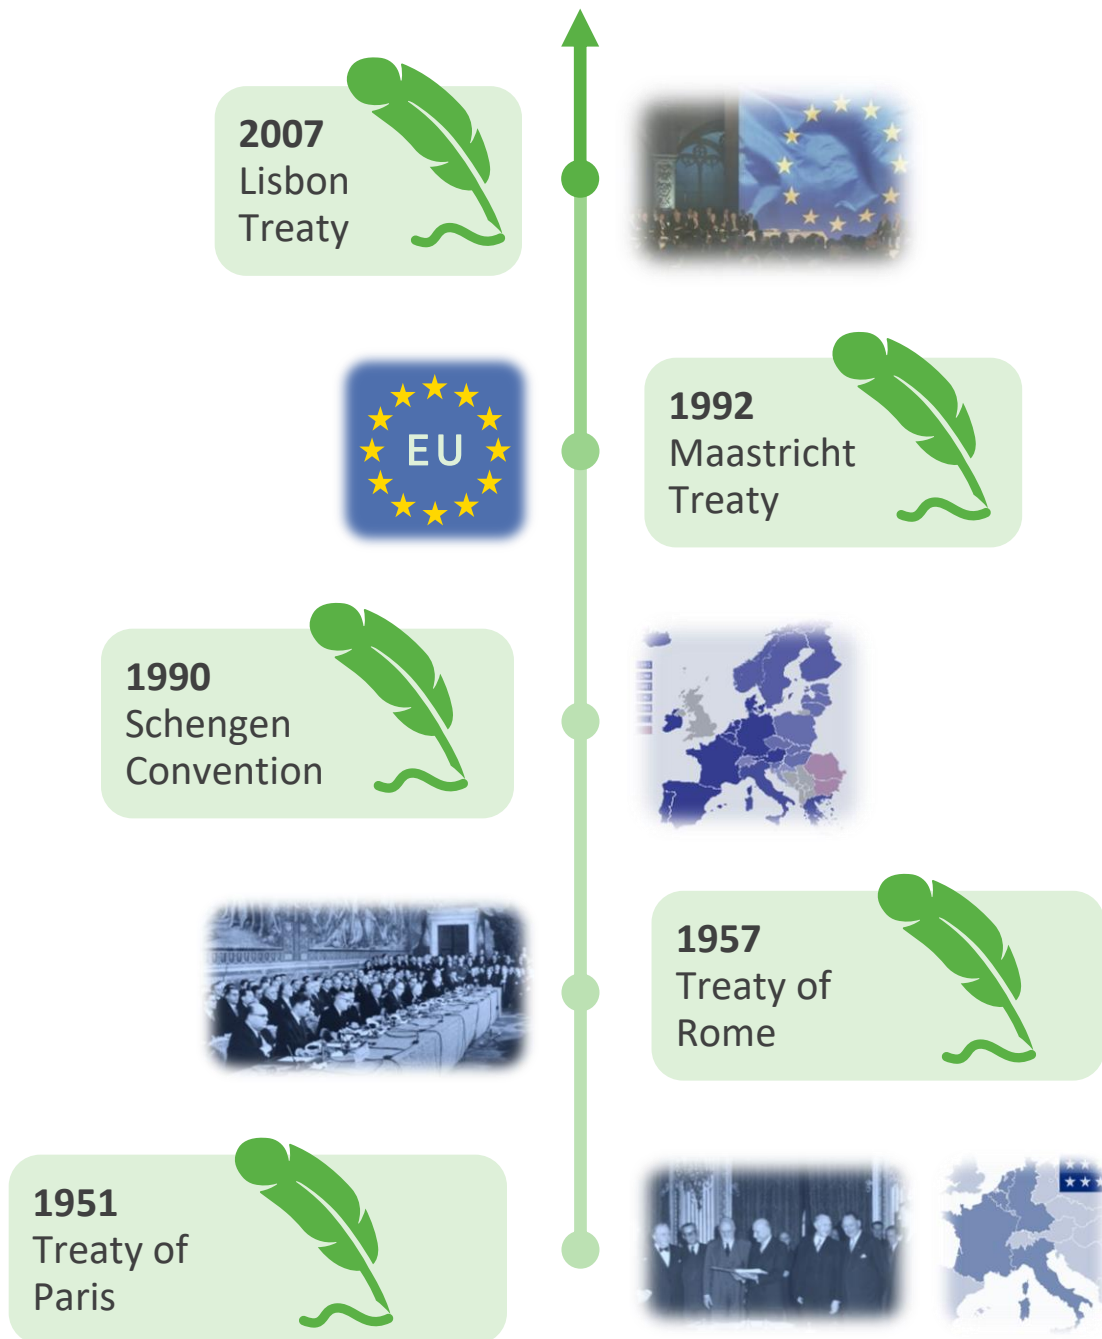 2007
Lisbon
Treaty
EU
1992
Maastricht
Treaty
1990
Schengen
Convention
1957
Treaty of
Rome
1951
Treaty of
Paris